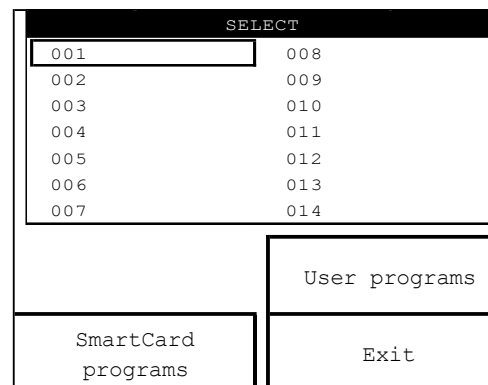 SELECT
001 008
002 009
003 010
004 011
005 012
006 013
007 014
User programs
SmartCard
programs
Exit